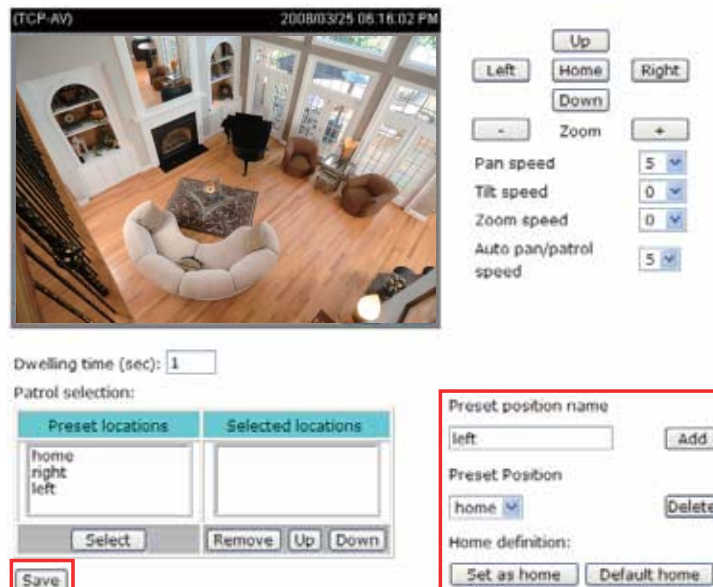 (TCP-AV) 2008/03/25 06:16:02 PM
Up
Left Home Right
Down
- Zoom +
Pan speed 5
Tilt speed 0
Zoom speed 0
Auto pan/patrol speed 5
Dwelling time (sec): 1
Patrol selection:
Preset locations Selected locations
home
right
left
Select Remove Up Down
Save
Preset position name
left Add
Preset Position
home Delete
Home definition:
Set as home Default home